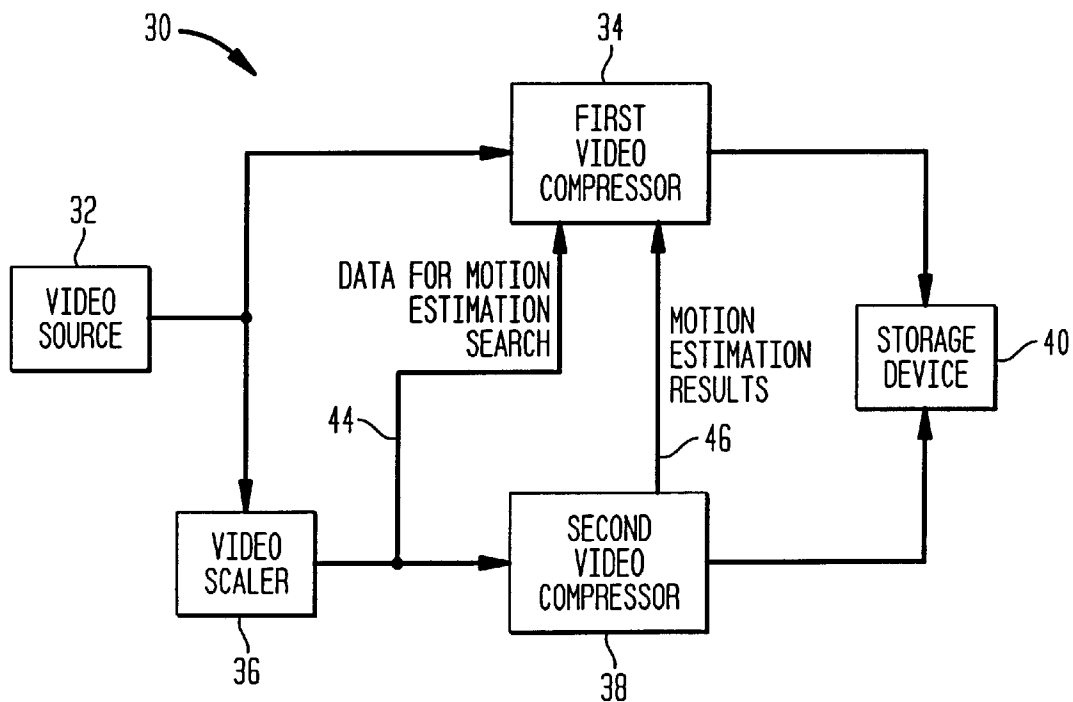 30
34
FIRST
VIDEO
COMPRESSOR
32
VIDEO
SOURCE
DATA FOR MOTION
ESTIMATION
SEARCH
MOTION
ESTIMATION
RESULTS
STORAGE
DEVICE
40
44
46
VIDEO
SCALER
36
SECOND
VIDEO
COMPRESSOR
38